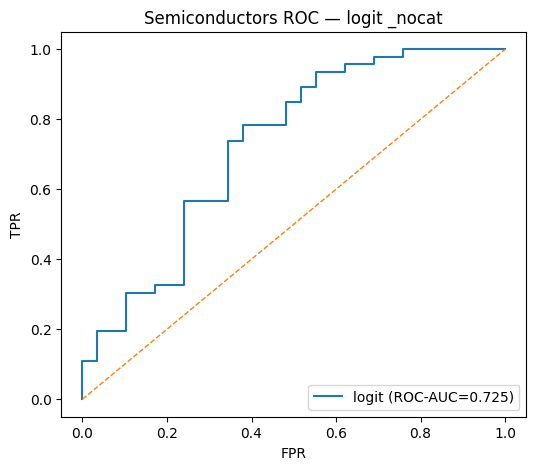 Semiconductors ROC — logit _nocat
TPR
1.0
0.8
0.6
0.4
0.2
0.0
0.0 0.2 0.4 0.6 0.8 1.0
FPR
logit (ROC-AUC=0.725)